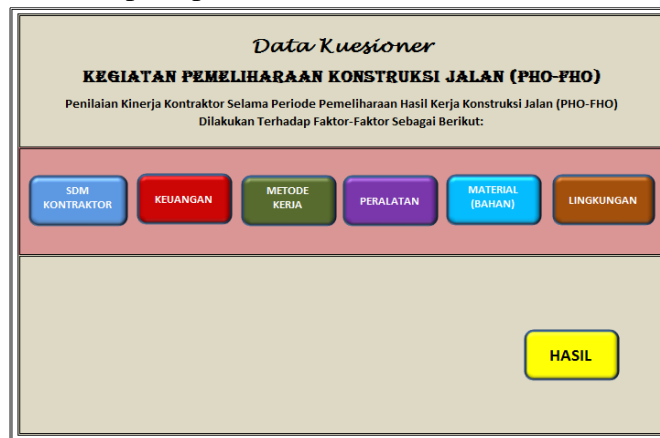 Data Kuesioner
KEGIATAN PEMELIHARAAN KONSTRUKSI JALAN (PHO-FHO)
Penilaian Kinerja Kontraktor Selama Periode Pemeliharaan Hasil Kerja Konstruksi Jalan (PHO-FHO)
Dilakukan Terhadap Faktor-Faktor Sebagai Berikut:
SDM
KONTRAKTOR
KEUANGAN
METODE
KERJA
PERALATAN
MATERIAL
(BAHAN)
LINGKUNGAN
HASIL